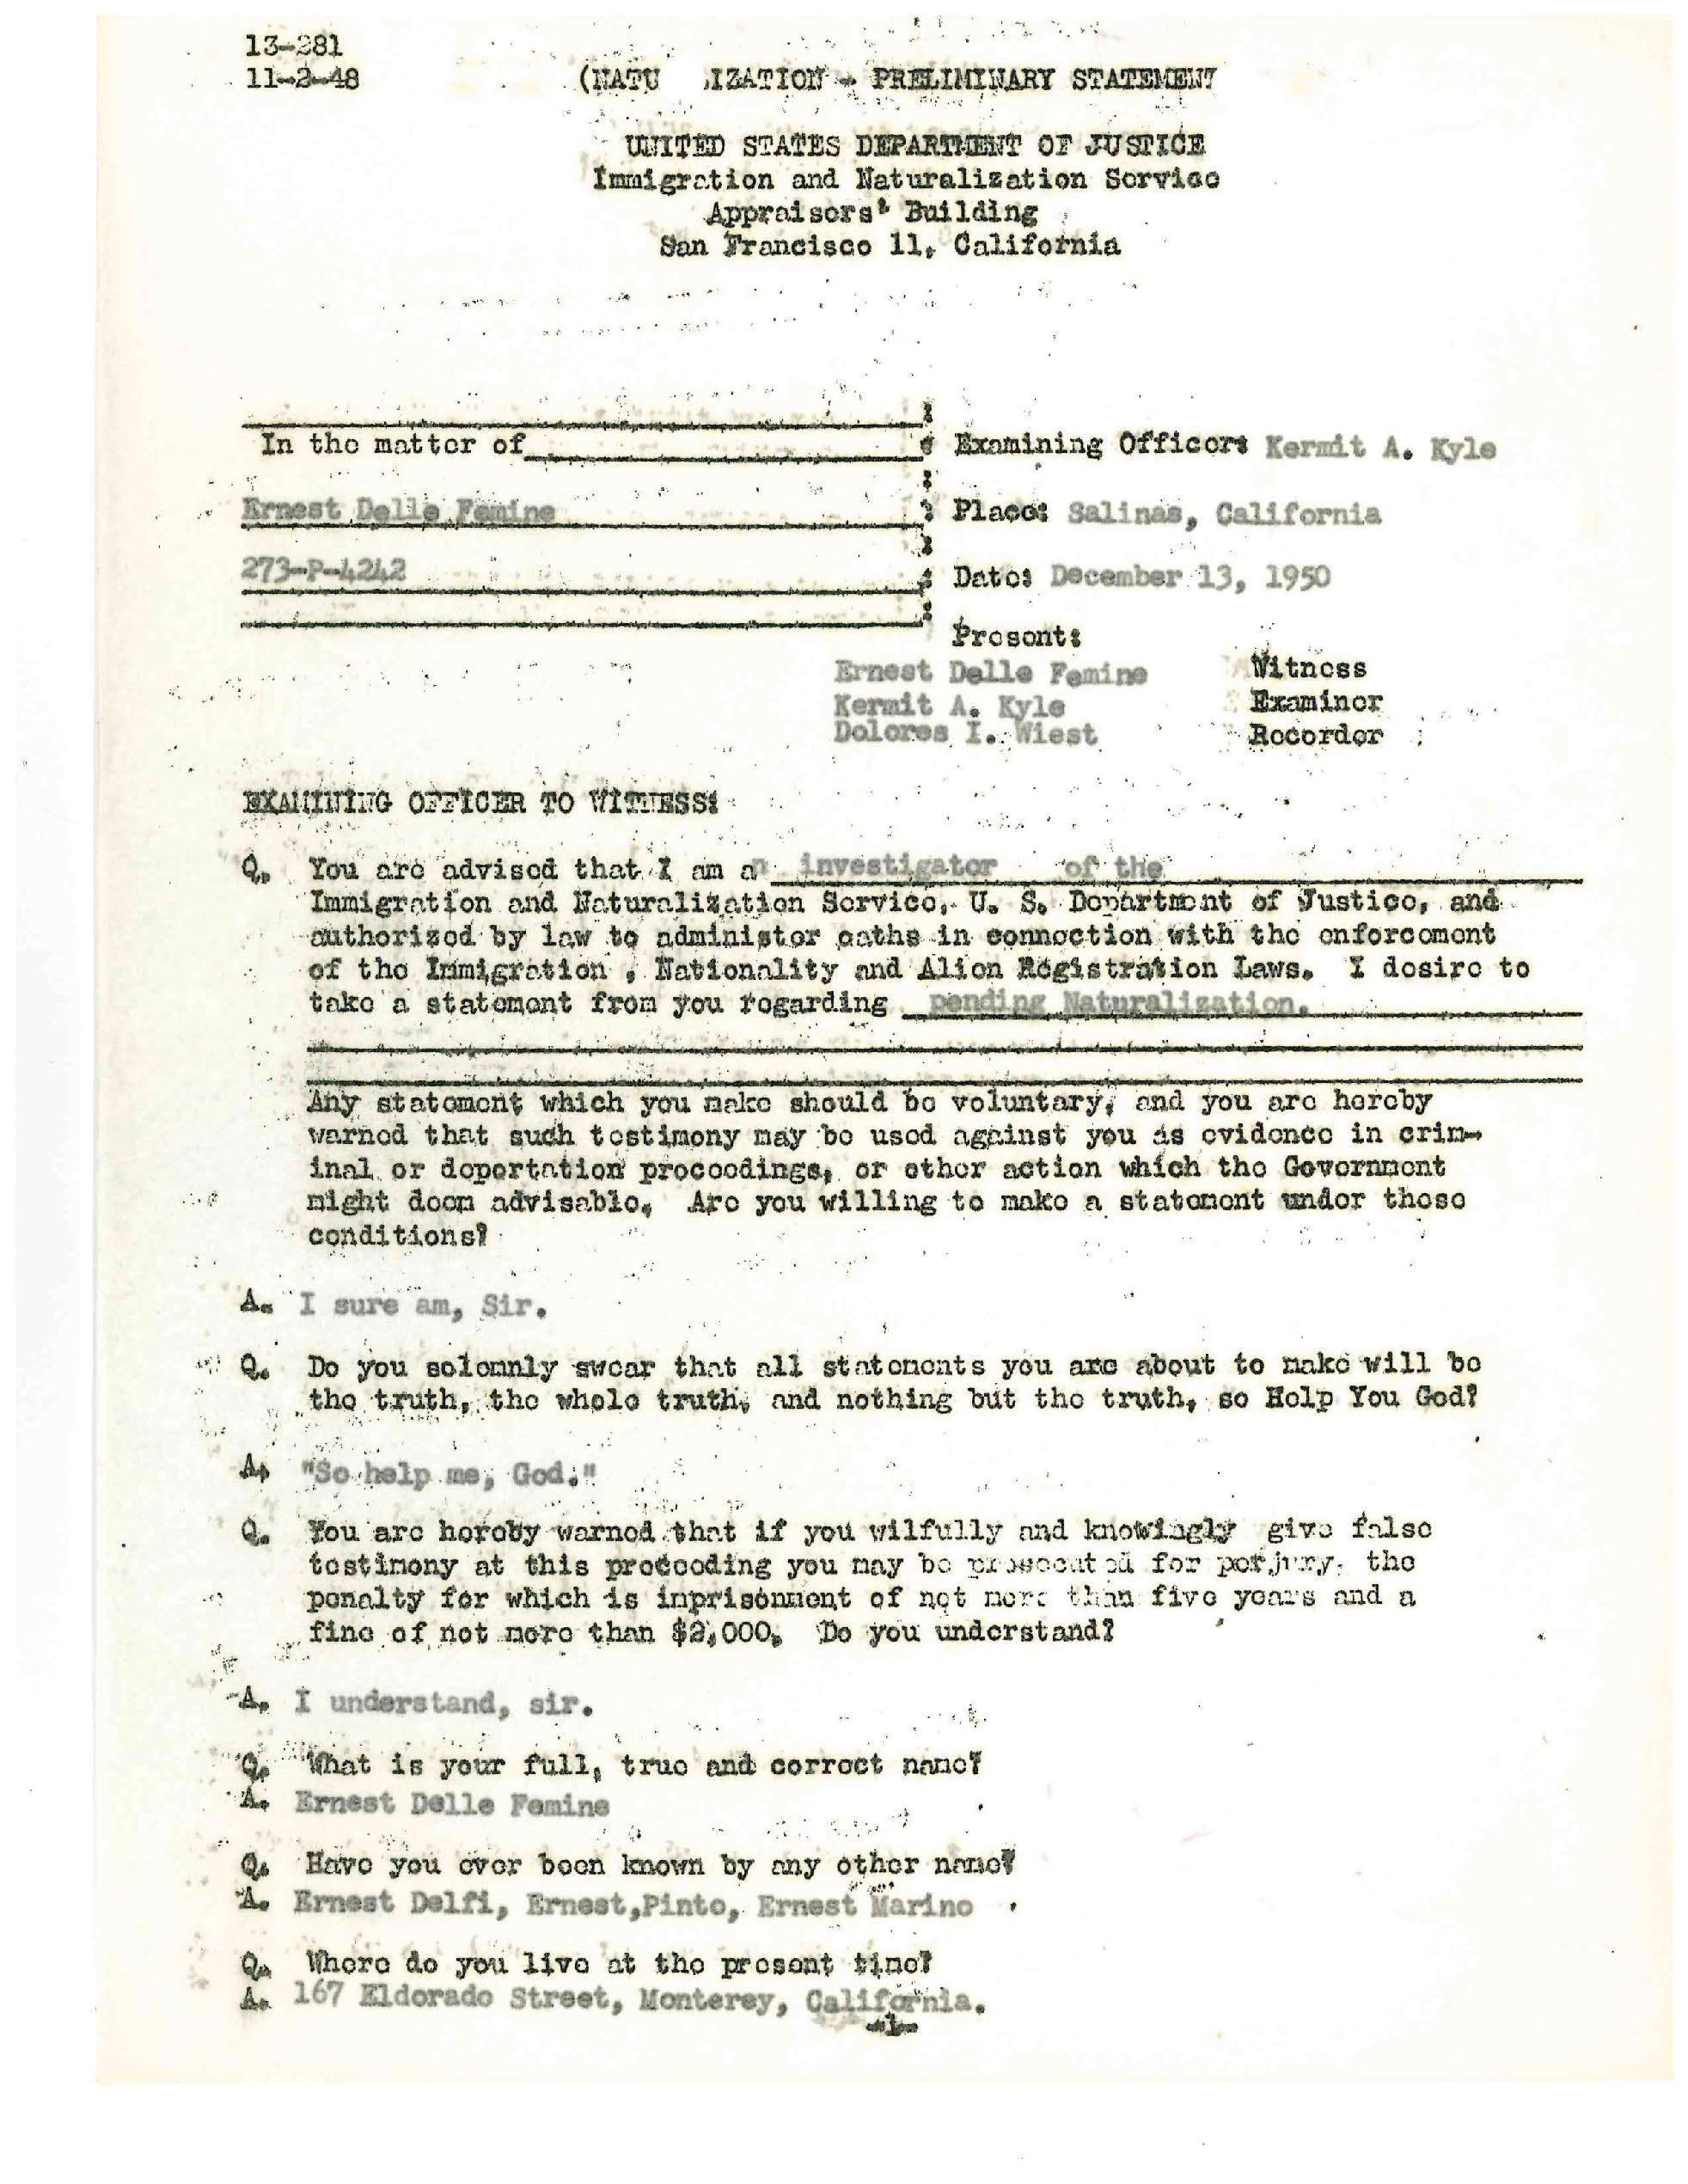 13-281
11-2-48
(NATU IZATION - PRELIMINARY STATEMENT
UNITED STATES DEPARTMENT OF JUSTICE
Immigration and Naturalization Service
Appraisers' Building
San Francisco 11, California
In the matter of
Examining Officer: Kermit A. Kyle
Ernest Delle Femine
Place: Salinas, California
273-P-4242
Date: December 13, 1950
Present:
Ernest Delle Femine Witness
Kermit A. Kyle Examiner
Dolores I. Wiest Recorder
EXAMINING OFFICER TO WITNESS:
Q. You are advised that I am an investigator of the
Immigration and Naturalization Service, U. S. Department of Justice, and
authorized by law to administer oaths in connection with the enforcement
of the Immigration , Nationality and Alien Registration Laws. I desire to
take a statement from you regarding pending Naturalization.
Any statement which you make should be voluntary, and you are hereby
warned that such testimony may be used against you as evidence in crim-
inal or deportation proceedings, or other action which the Government
might deem advisable. Are you willing to make a statement under these
conditions?
A. I sure am, Sir.
Q. Do you solemnly swear that all statements you are about to make will be
the truth, the whole truth, and nothing but the truth, so Help You God?
A. "So help me, God."
Q. You are hereby warned that if you wilfully and knowingly give false
testimony at this proceeding you may be prosecuted for perjury, the
penalty for which is imprisonment of not more than five years and a
fine of not more than $2,000. Do you understand?
A. I understand, sir.
Q. What is your full, true and correct name?
A. Ernest Delle Femine
Q. Have you ever been known by any other name?
A. Ernest Delfi, Ernest,Pinto, Ernest Marino
Q. Where do you live at the present time?
A. 167 Eldorado Street, Monterey, California.
-1-